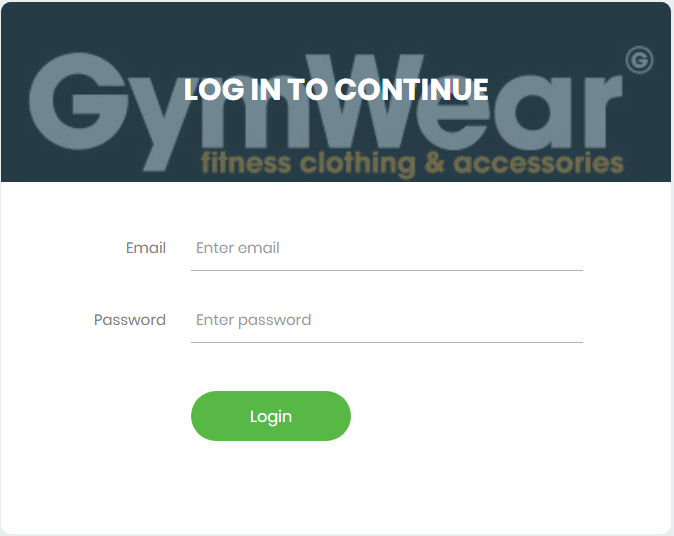 GymWear G
LOG IN TO CONTINUE
fitness clothing & accessories
Email Enter email
Password Enter password
Login